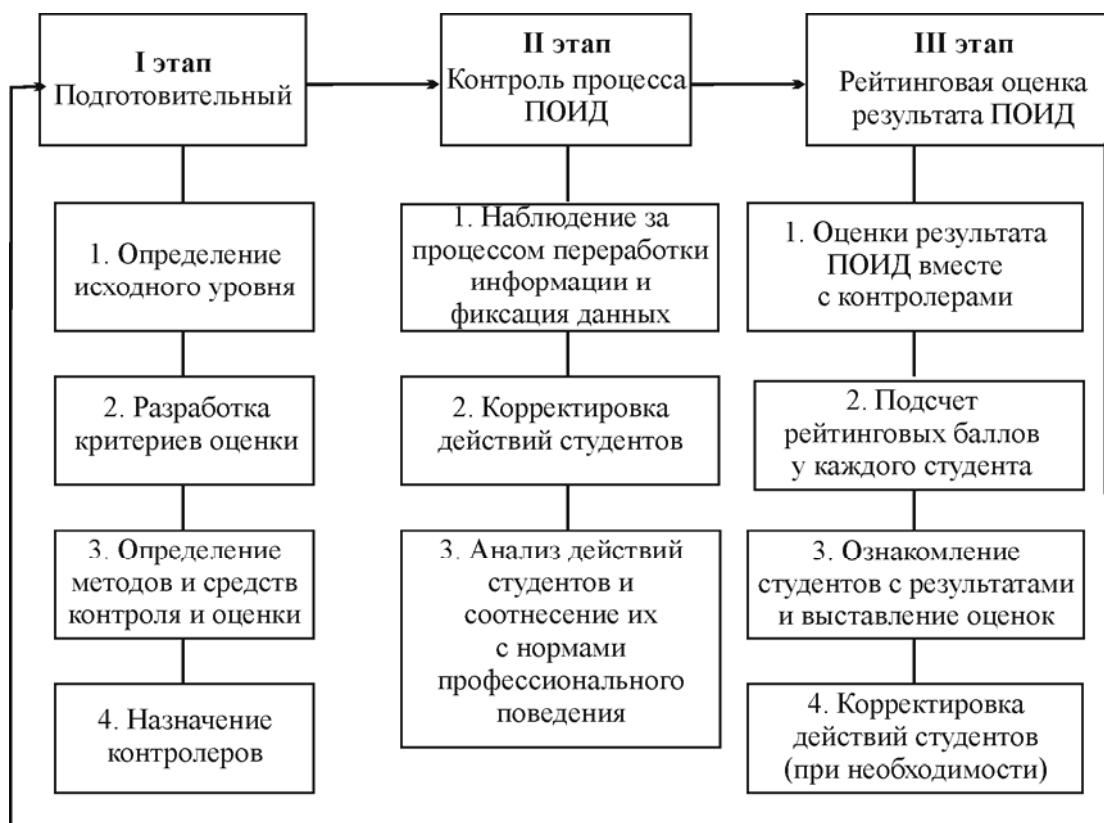 I этап
Подготовительный
1. Определение
исходного уровня
2. Разработка
критериев оценки
3. Определение
методов и средств
контроля и оценки
4. Назначение
контролеров
II этап
Контроль процесса
ПОИД
1. Наблюдение за
процессом переработки
информации и
фиксация данных
2. Корректировка
действий студентов
3. Анализ действий
студентов и
соотнесение их
с нормами
профессионального
поведения
III этап
Рейтинговая оценка
результата ПОИД
1. Оценки результата
ПОИД вместе
с контролерами
2. Подсчет
рейтинговых баллов
у каждого студента
3. Ознакомление
студентов с результатами
и выставление оценок
4. Корректировка
действий студентов
(при необходимости)